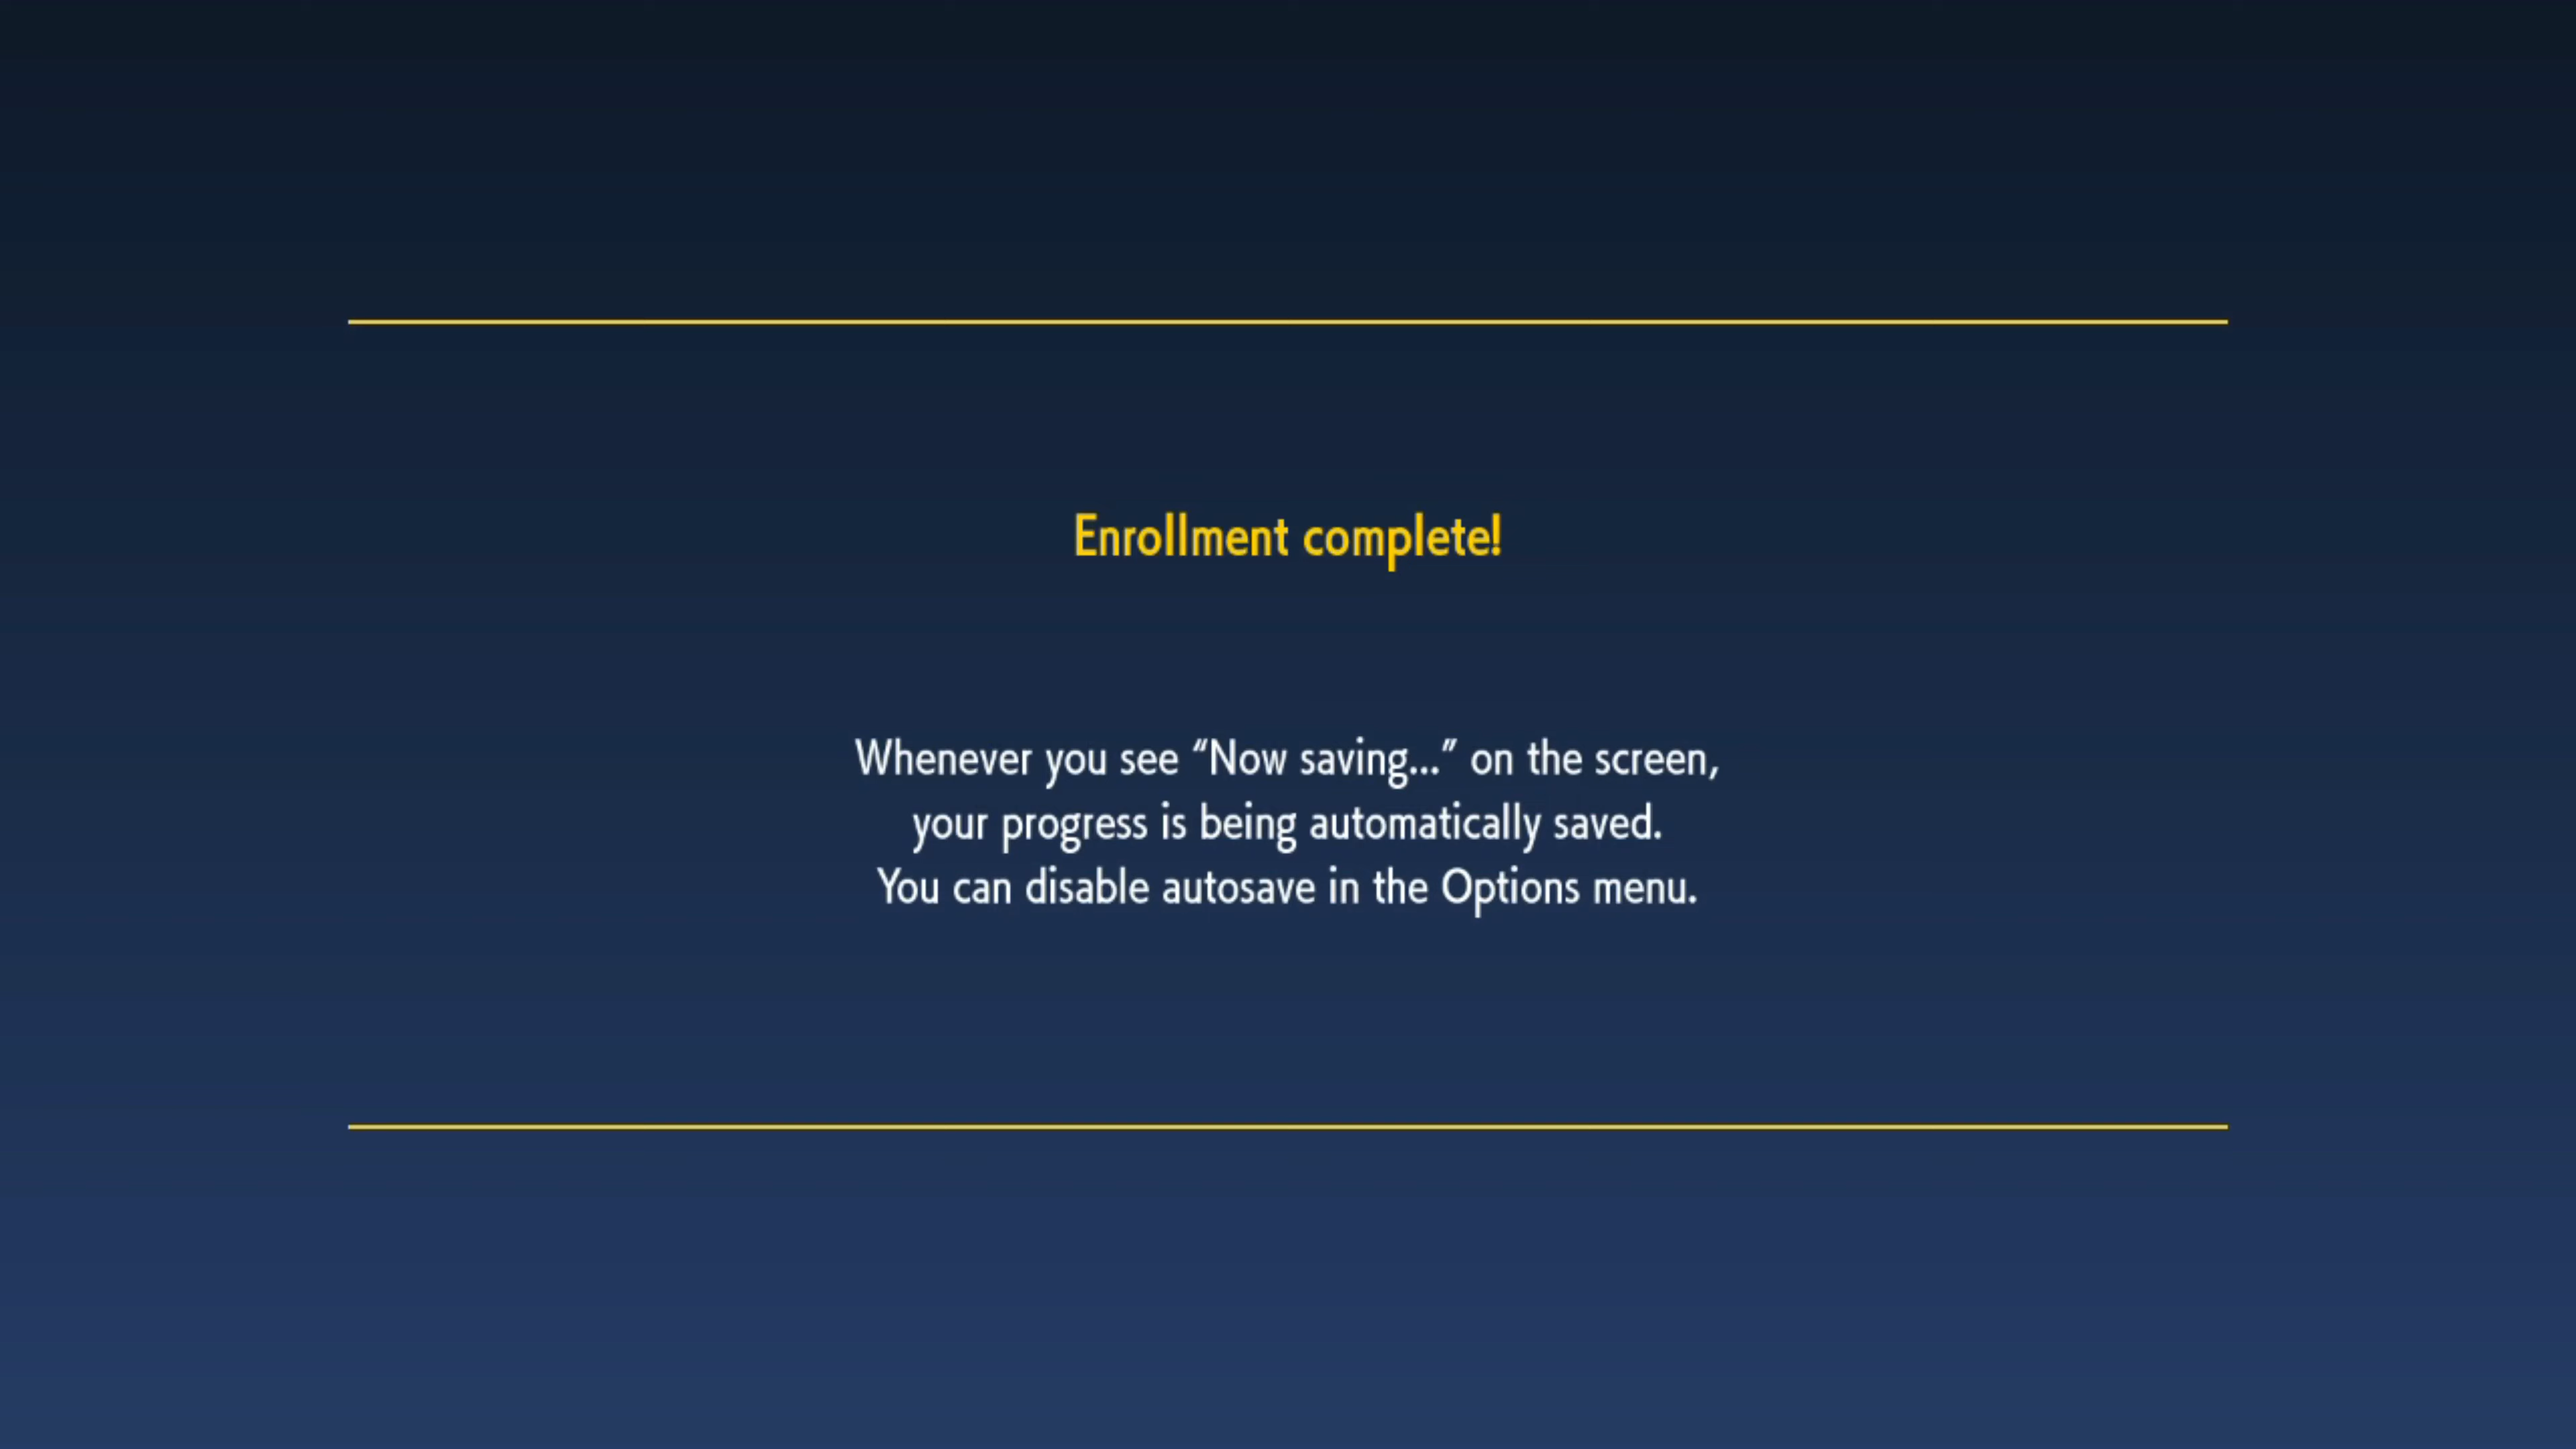 Enrollment complete!
Whenever you see “Now saving...” on the screen,
your progress is being automatically saved.
You can disable autosave in the Options menu.